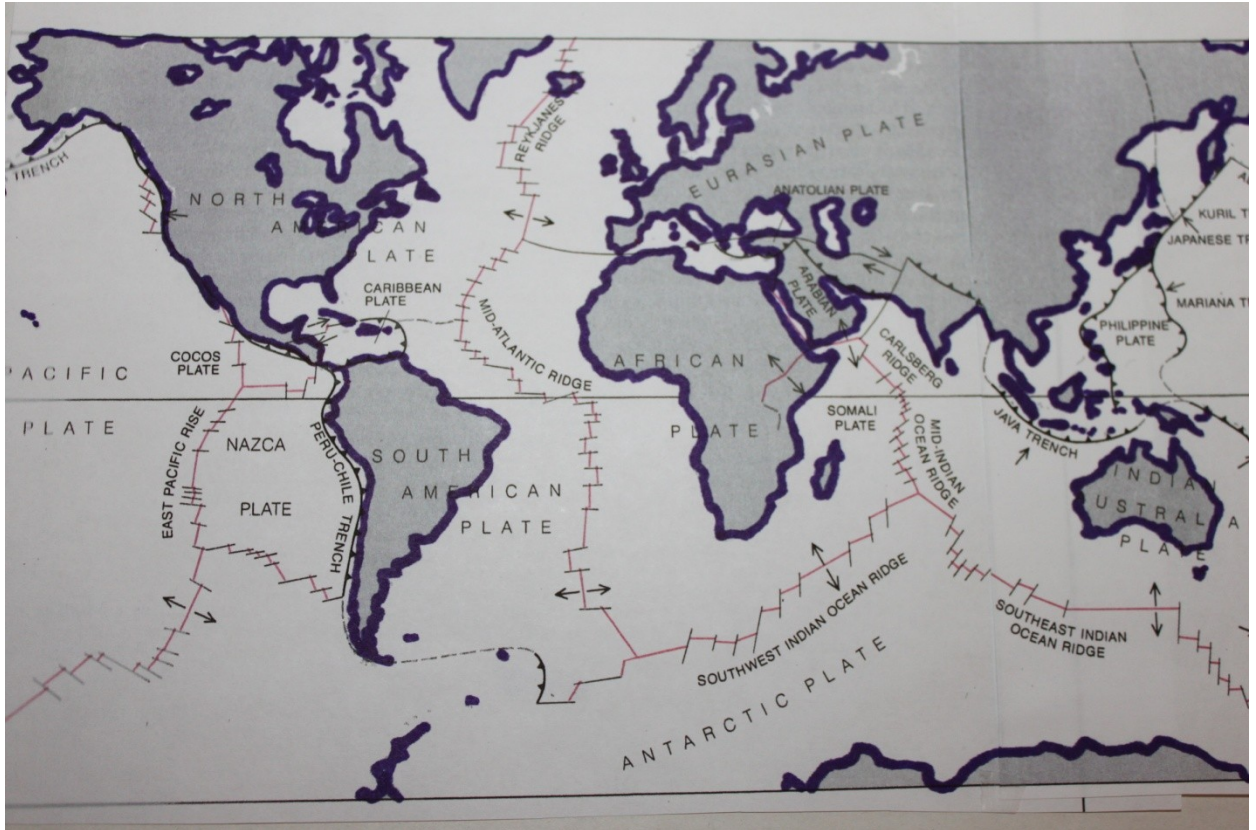 TRENCH
NORTH
AMERICAN
LATE
REYKJANES
RIDGE
EURASIAN PLATE
ANATOLIAN PLATE
KURIL T
JAPANESE TR
MARIANA T
CARIBBEAN
PLATE
ARABIAN
PLATE
PHILIPPINE
PLATE
COCOS
PLATE
MID-ATLANTIC RIDGE
AFRICAN
PLATE
CARLSBERG
RIDGE
PACIFIC
PLATE
SOMALI
PLATE
MID-INDIAN
OCEAN RIDGE
JAVA TRENCH
EAST PACIFIC RISE
NAZCA
PLATE
PERU-CHILE TRENCH
SOUTH
AMERICAN
PLATE
INDIA
USTRALIA
PLATE
SOUTHWEST INDIAN OCEAN RIDGE
SOUTHEAST INDIAN
OCEAN RIDGE
ANTARCTIC PLATE